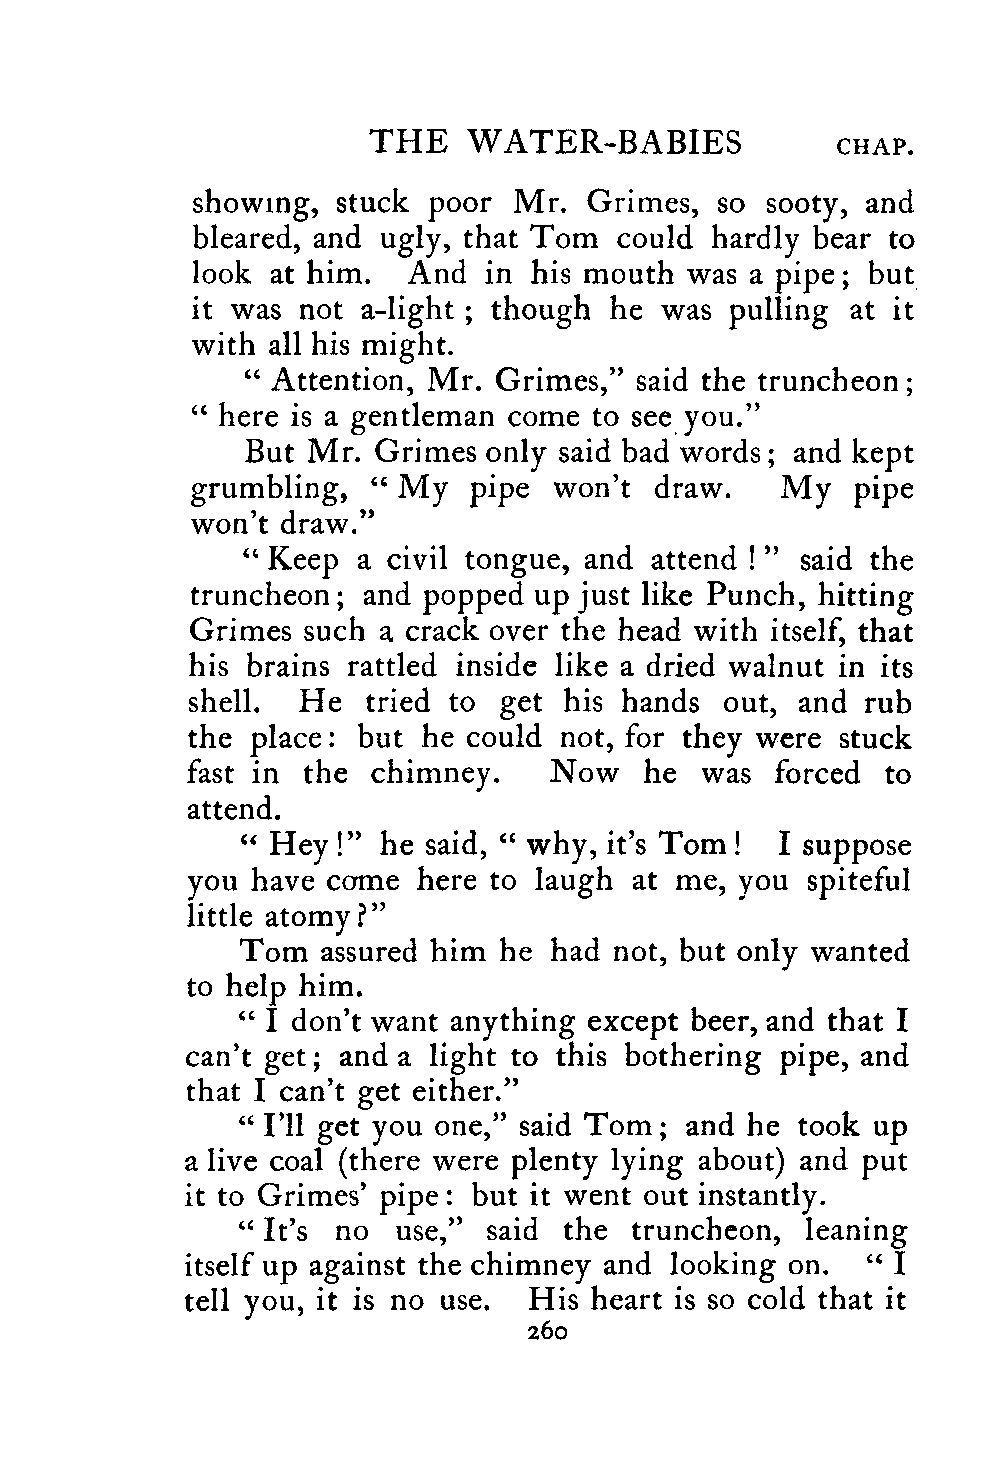 THE WATER-BABIES CHAP.
showing, stuck poor Mr. Grimes, so sooty, and
bleared, and ugly, that Tom could hardly bear to
look at him. And in his mouth was a pipe; but
it was not a-light; though he was pulling at it
with all his might.
“Attention, Mr. Grimes,” said the truncheon;
“here is a gentleman come to see you.”
But Mr. Grimes only said bad words; and kept
grumbling, “My pipe won't draw. My pipe
won't draw.”
“Keep a civil tongue, and attend!” said the
truncheon; and popped up just like Punch, hitting
Grimes such a crack over the head with itself, that
his brains rattled inside like a dried walnut in its
shell. He tried to get his hands out, and rub
the place: but he could not, for they were stuck
fast in the chimney. Now he was forced to
attend.
“Hey!” he said, “why, it's Tom! I suppose
you have come here to laugh at me, you spiteful
little atomy?”
Tom assured him he had not, but only wanted
to help him.
“I don't want anything except beer, and that I
can't get; and a light to this bothering pipe, and
that I can't get either.”
“I'll get you one,” said Tom; and he took up
a live coal (there were plenty lying about) and put
it to Grimes' pipe: but it went out instantly.
“It's no use,” said the truncheon, leaning
itself up against the chimney and looking on. “I
tell you, it is no use. His heart is so cold that it
260